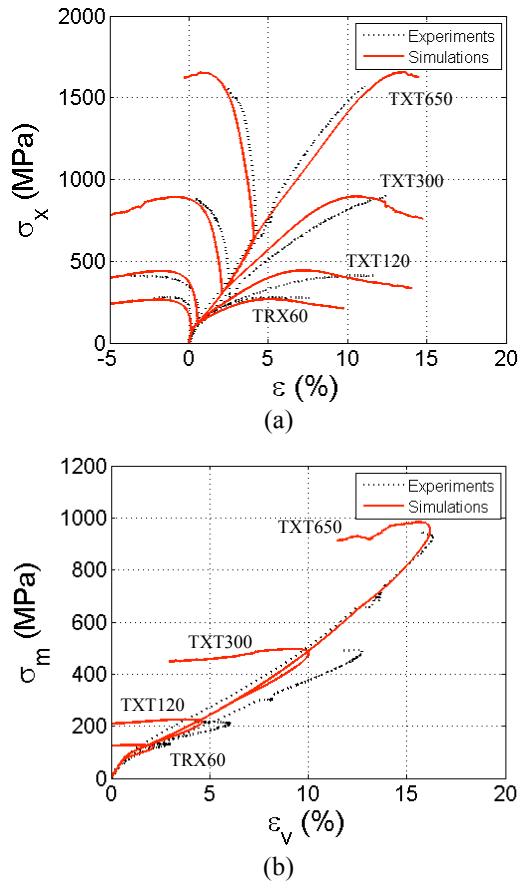 2000
1500
1000
500
0
σx (MPa)
Experiments
Simulations
TXT650
TXT300
TXT120
TRX60
-5 0 5 10 15 20
ε (%)
(a)
1200
1000
800
600
400
200
0
σm (MPa)
Experiments
Simulations
TXT650
TXT300
TXT120
TRX60
0 5 10 15 20
εv (%)
(b)